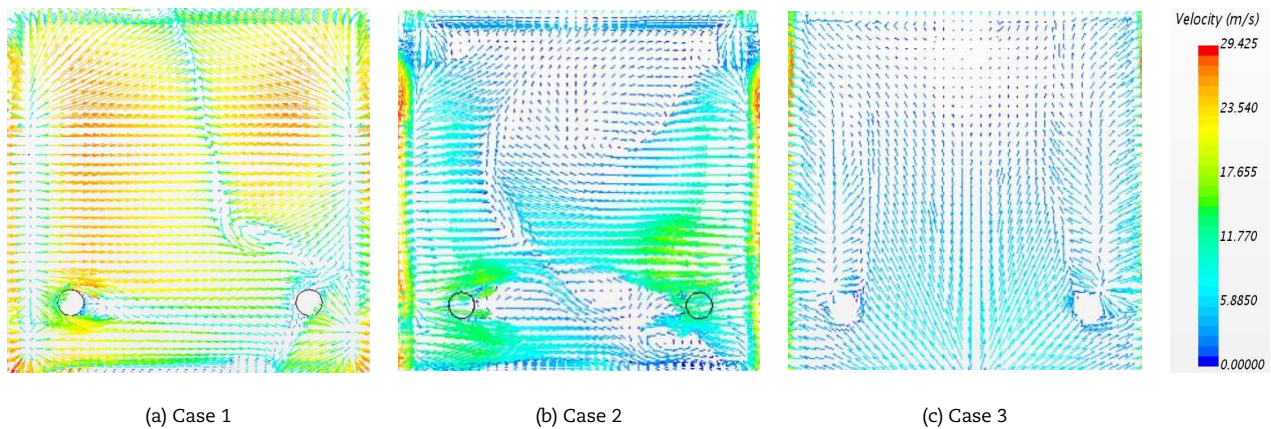 Velocity (m/s)
29.425
23.540
17.655
11.770
5.8850
0.00000
(a) Case 1
(b) Case 2
(c) Case 3